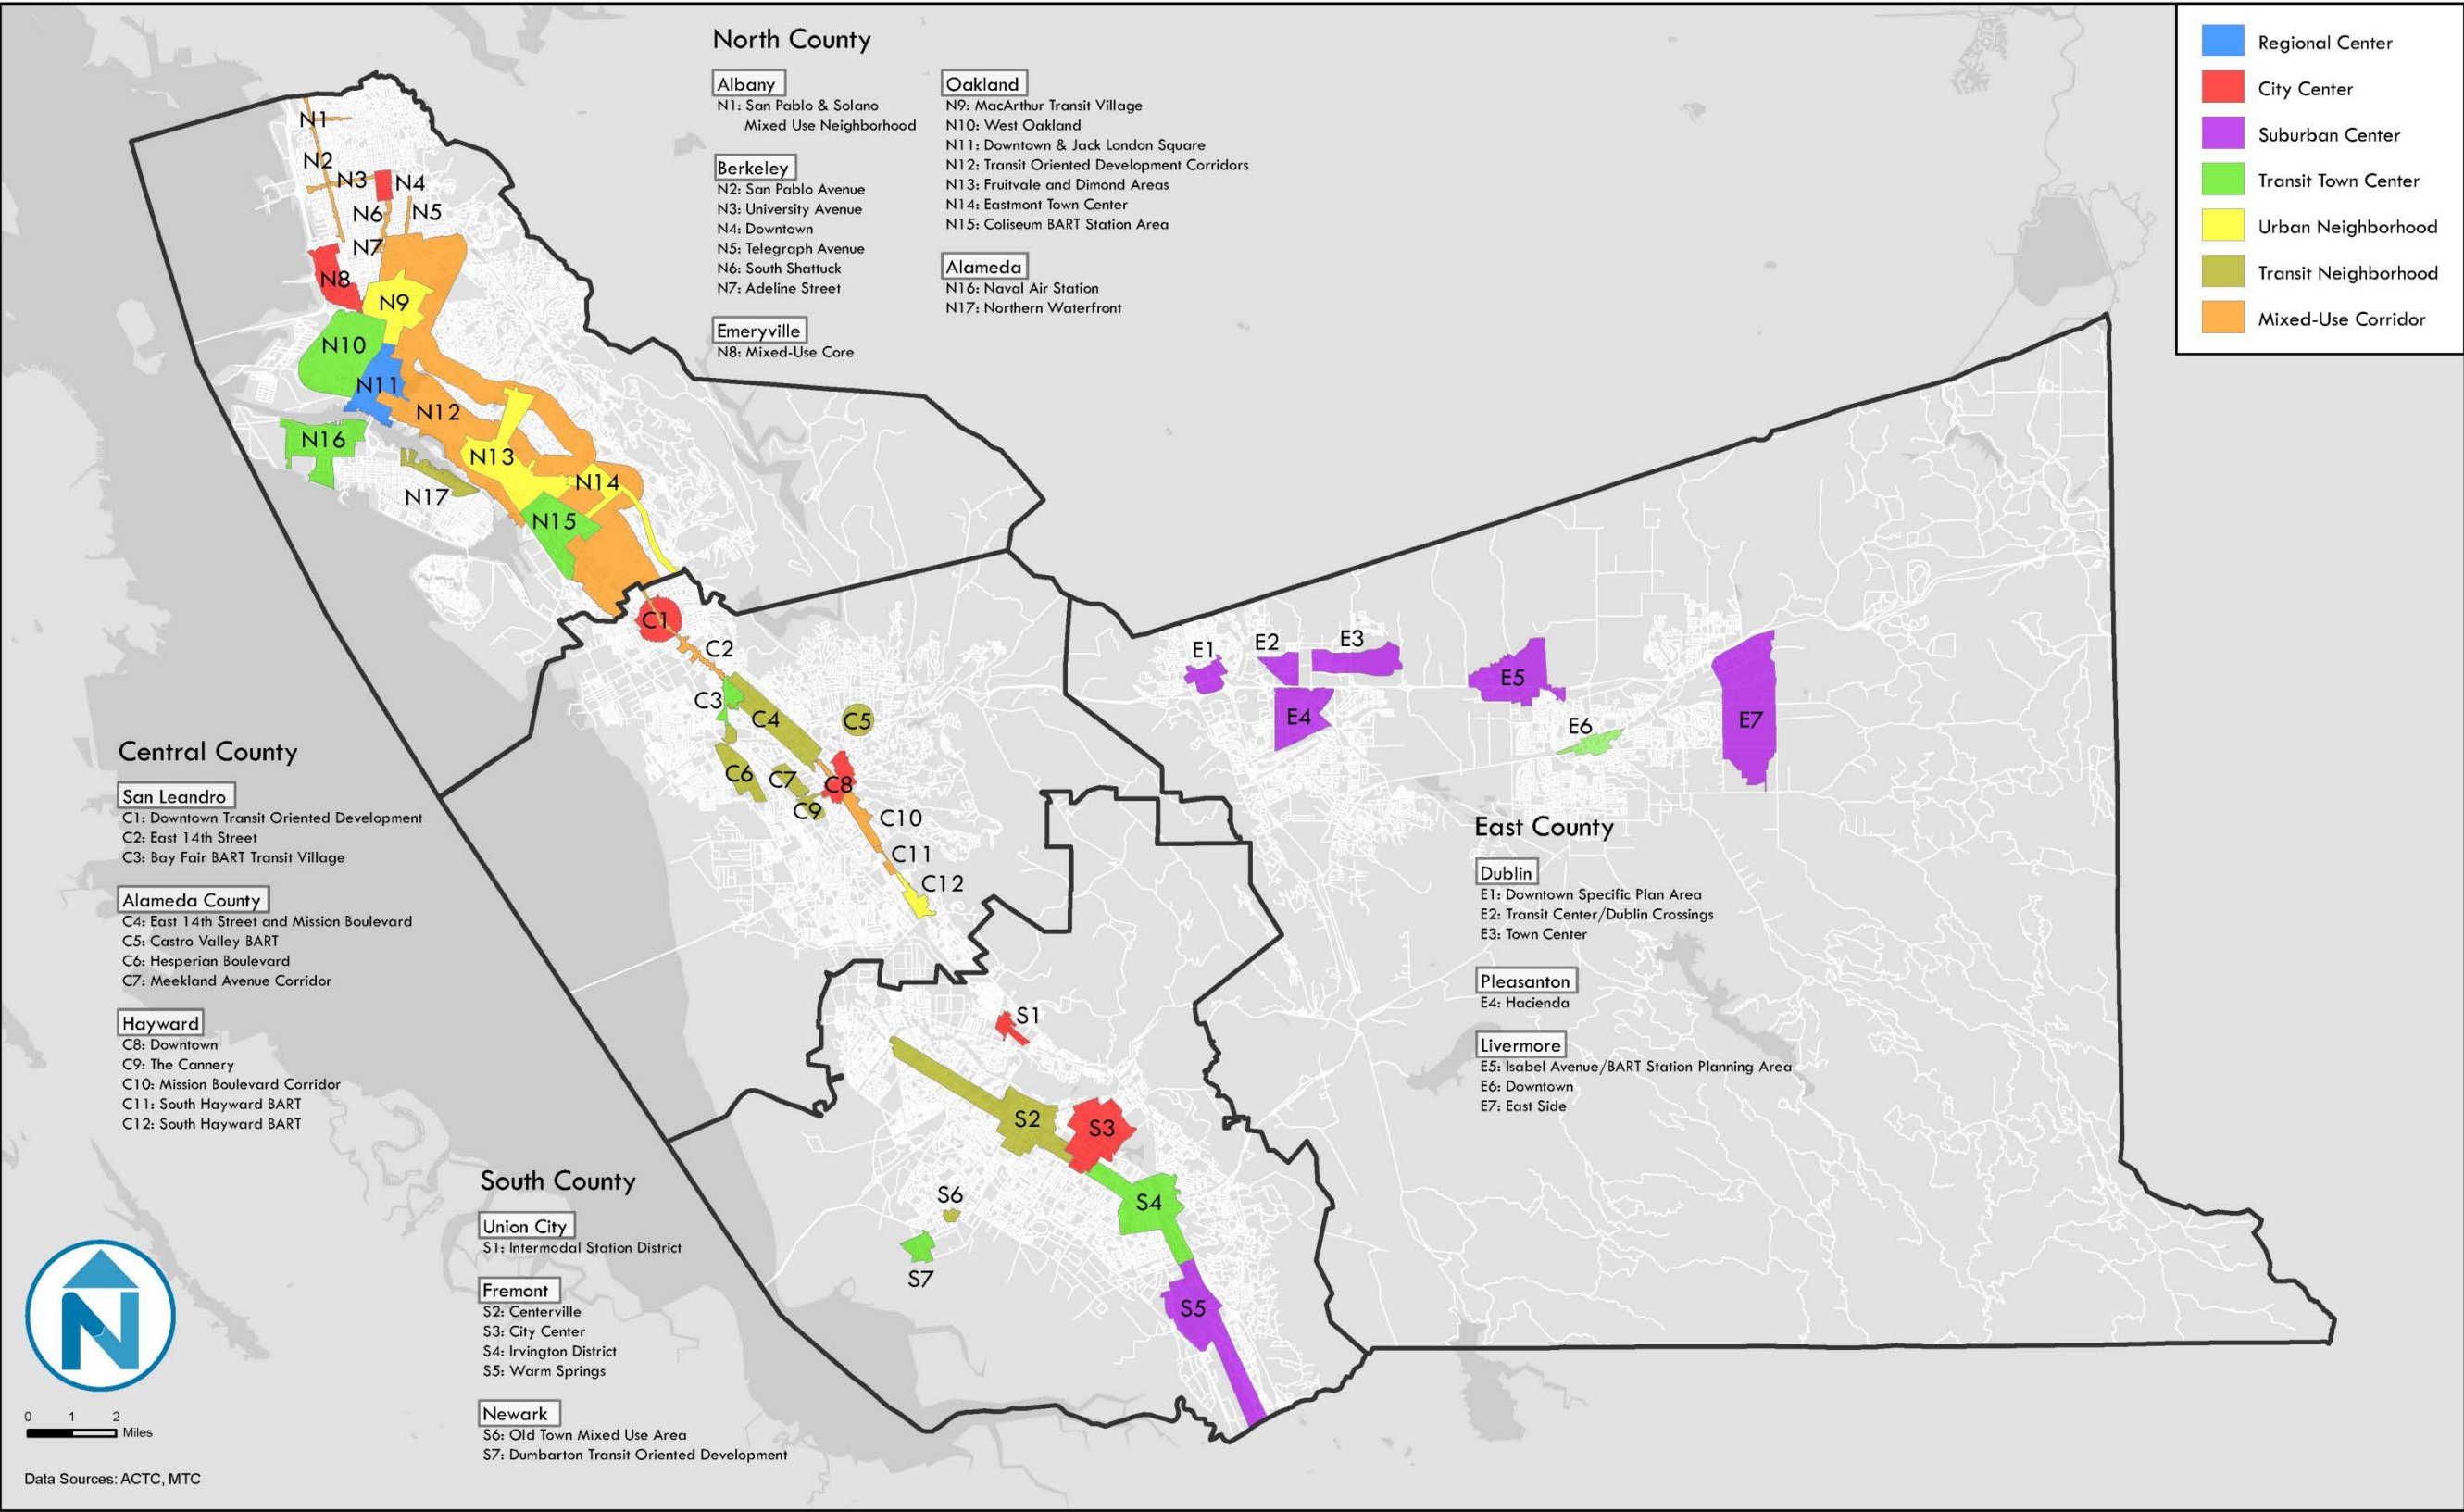 North County
Albany
N1: San Pablo & Solano
Mixed Use Neighborhood
Berkeley
N2: San Pablo Avenue
N3: University Avenue
N4: Downtown
N5: Telegraph Avenue
N6: South Shattuck
N7: Adeline Street
Emeryville
N8: Mixed-Use Core
Oakland
N9: MacArthur Transit Village
N10: West Oakland
N11: Downtown & Jack London Square
N12: Transit Oriented Development Corridors
N13: Fruitvale and Dimond Areas
N14: Eastmont Town Center
N15: Coliseum BART Station Area
Alameda
N16: Naval Air Station
N17: Northern Waterfront
Regional Center
City Center
Suburban Center
Transit Town Center
Urban Neighborhood
Transit Neighborhood
Mixed-Use Corridor
N1
N2
N3
N4
N6
N5
N7
N8
N9
N10
N11
N12
N16
N13
N14
N17
N15
C1
C2
C3
C4
C5
C6
C7
C8
C9
C10
C11
C12
E1
E2
E3
E4
E5
E6
E7
Central County
San Leandro
C1: Downtown Transit Oriented Development
C2: East 14th Street
C3: Bay Fair BART Transit Village
Alameda County
C4: East 14th Street and Mission Boulevard
C5: Castro Valley BART
C6: Hesperian Boulevard
C7: Meekland Avenue Corridor
Hayward
C8: Downtown
C9: The Cannery
C10: Mission Boulevard Corridor
C11: South Hayward BART
C12: South Hayward BART
East County
Dublin
E1: Downtown Specific Plan Area
E2: Transit Center/Dublin Crossings
E3: Town Center
Pleasanton
E4: Hacienda
Livermore
E5: Isabel Avenue/BART Station Planning Area
E6: Downtown
E7: East Side
S1
S2
S3
S4
S6
S7
S5
South County
Union City
S1: Intermodal Station District
Fremont
S2: Centerville
S3: City Center
S4: Irvington District
S5: Warm Springs
Newark
S6: Old Town Mixed Use Area
S7: Dumbarton Transit Oriented Development
N
0 1 2
Miles
Data Sources: ACTC, MTC